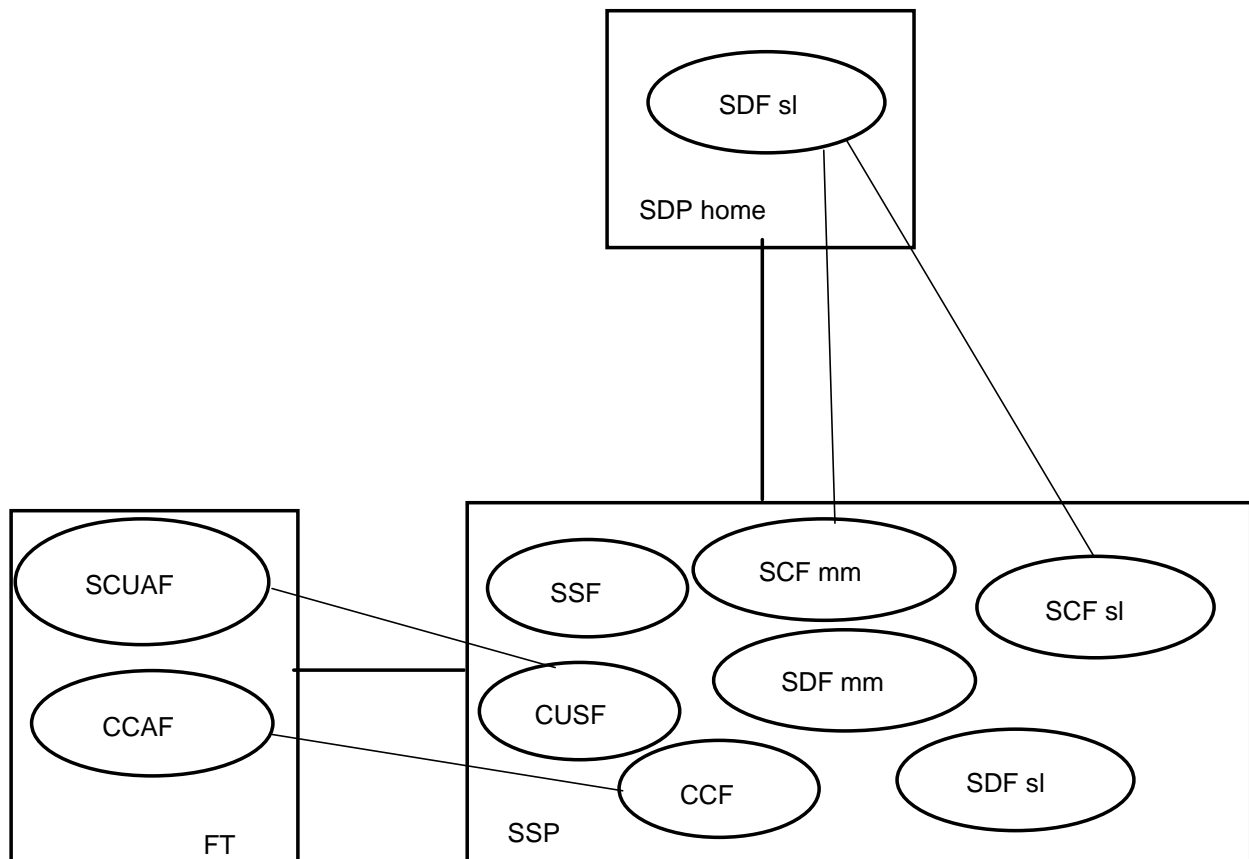 SDF sl
SDP home
SCUAF
SSF
SCF mm
SCF sl
CCAF
CUSF
SDF mm
CCF
SDF sl
FT
SSP